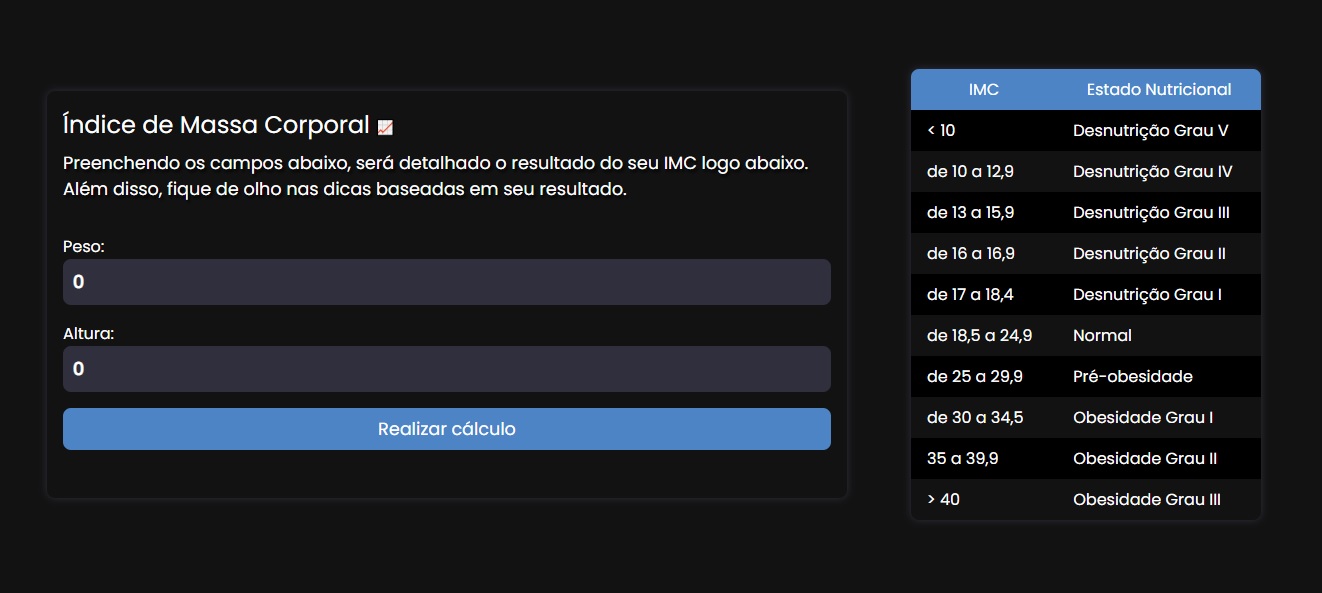 Índice de Massa Corporal 📈
Preenchendo os campos abaixo, será detalhado o resultado do seu IMC logo abaixo.
Além disso, fique de olho nas dicas baseadas em seu resultado.
Peso:
0
Altura:
0
Realizar cálculo
IMC Estado Nutricional
< 10 Desnutrição Grau V
de 10 a 12,9 Desnutrição Grau IV
de 13 a 15,9 Desnutrição Grau III
de 16 a 16,9 Desnutrição Grau II
de 17 a 18,4 Desnutrição Grau I
de 18,5 a 24,9 Normal
de 25 a 29,9 Pré-obesidade
de 30 a 34,5 Obesidade Grau I
35 a 39,9 Obesidade Grau II
> 40 Obesidade Grau III